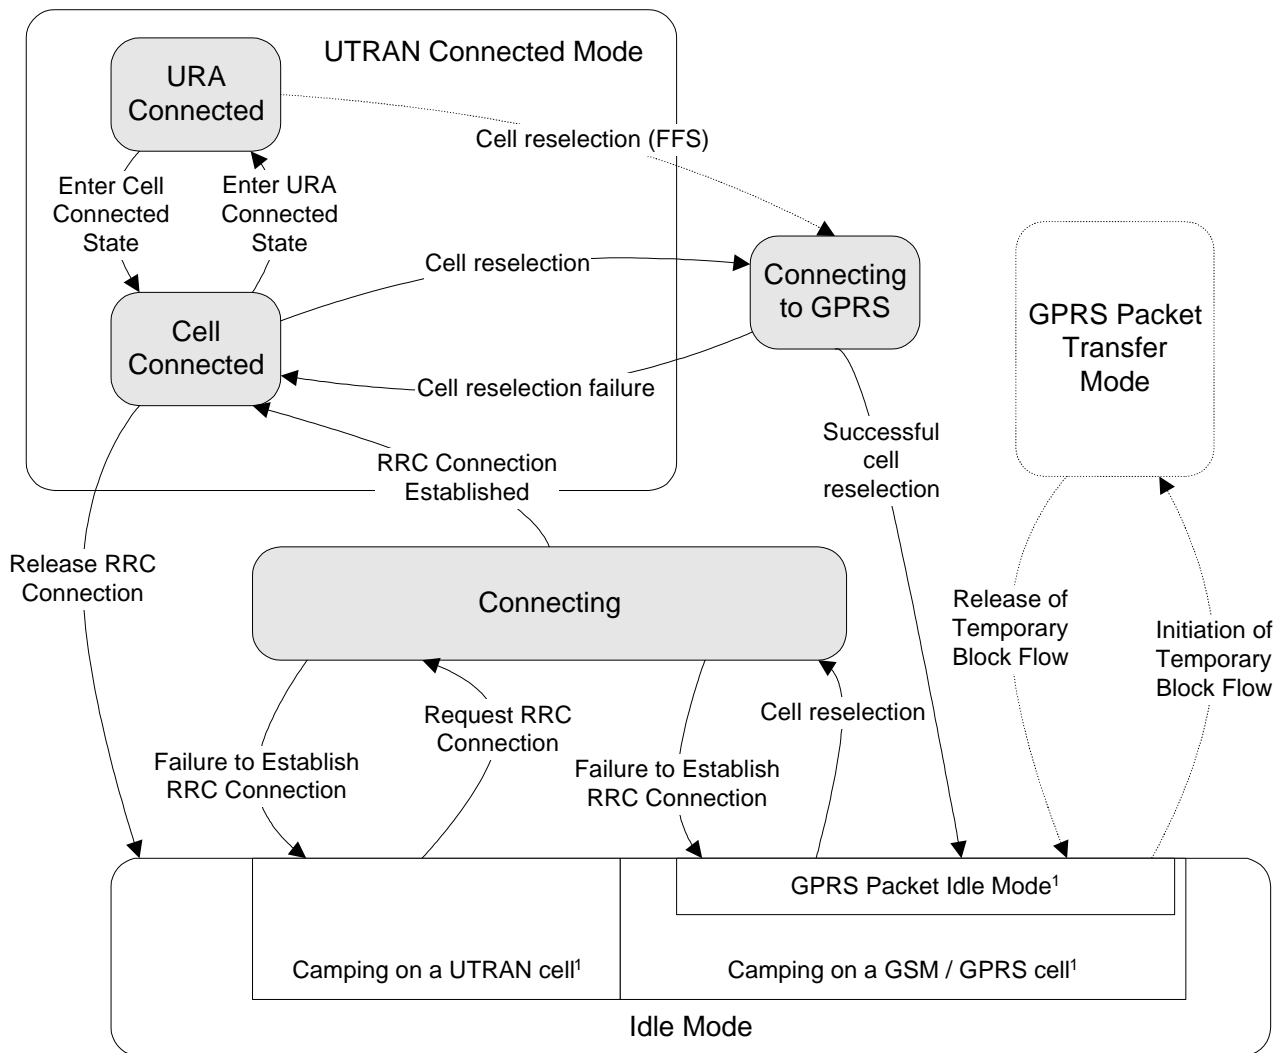 UTRAN Connected Mode
URA
Connected
Cell reselection (FFS)
Enter Cell
Connected
State
Enter URA
Connected
State
Cell reselection
Connecting
to GPRS
GPRS Packet
Transfer
Mode
Cell
Connected
Cell reselection failure
Successful
cell
reselection
RRC Connection
Established
Release RRC
Connection
Connecting
Release of
Temporary
Block Flow
Initiation of
Temporary
Block Flow
Request RRC
Connection
Cell reselection
Failure to Establish
RRC Connection
Failure to Establish
RRC Connection
GPRS Packet Idle Mode¹
Camping on a UTRAN cell¹
Camping on a GSM / GPRS cell¹
Idle Mode